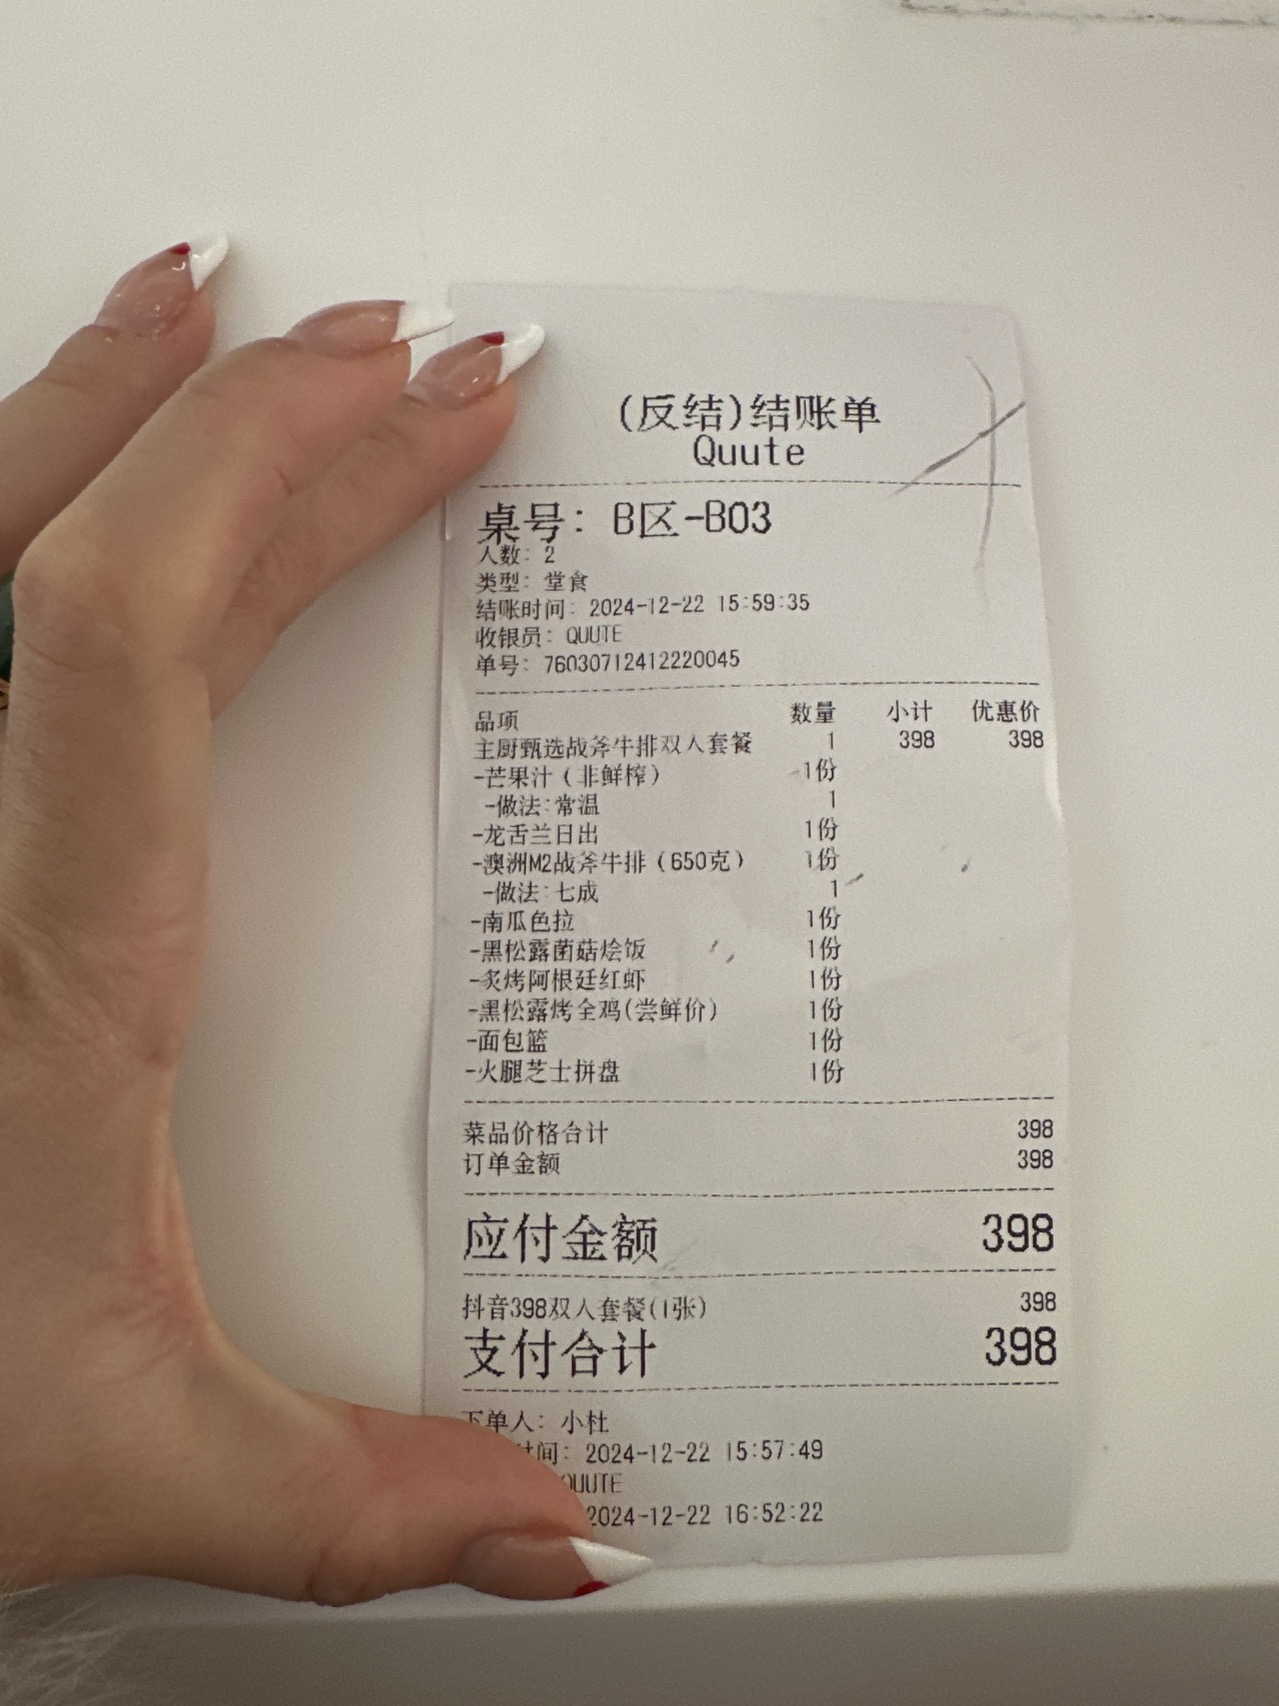 (反结)结账单
Quute
桌号: B区-B03
人数: 2
类型: 堂食
结账时间: 2024-12-22 15:59:35
收银员: QUUTE
单号: 76030712412220045
品项 数量 小计 优惠价
主厨甄选战斧牛排双人套餐 1 398 398
-芒果汁(非鲜榨) 1份
-做法:常温 1
-龙舌兰日出 1份
-澳洲M2战斧牛排(650克) 1份
-做法:七成 1
-南瓜色拉 1份
-黑松露菌菇烩饭 1份
-炙烤阿根廷红虾 1份
-黑松露烤全鸡(尝鲜价) 1份
-面包篮 1份
-火腿芝士拼盘 1份
菜品价格合计 398
订单金额 398
应付金额 398
抖音398双人套餐(1张) 398
支付合计 398
下单人: 小杜
时间: 2024-12-22 15:57:49
QUUTE
2024-12-22 16:52:22